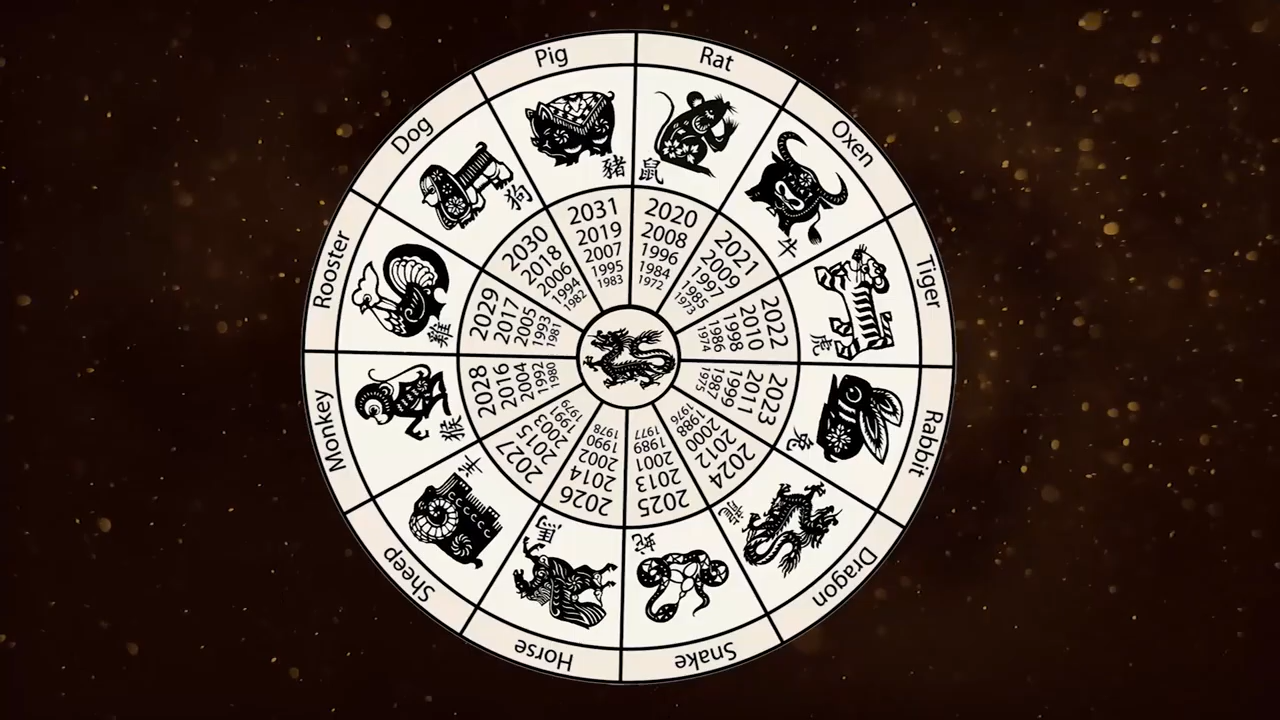 Rat
鼠
2020
2008
1996
1984
1972
Oxen
牛
2021
2009
1997
1985
1973
Tiger
虎
2022
2010
1998
1986
1974
Rabbit
兔
2023
2011
1999
1987
1975
Dragon
龍
2024
2012
2000
1988
1976
Snake
蛇
2025
2013
2001
1989
1977
Horse
馬
2026
2014
2002
1990
1978
Sheep
羊
2027
2015
2003
1991
1979
Monkey
猴
2028
2016
2004
1992
1980
Rooster
雞
2029
2017
2005
1993
1981
Dog
狗
2030
2018
2006
1994
1982
Pig
豬
2031
2019
2007
1995
1983